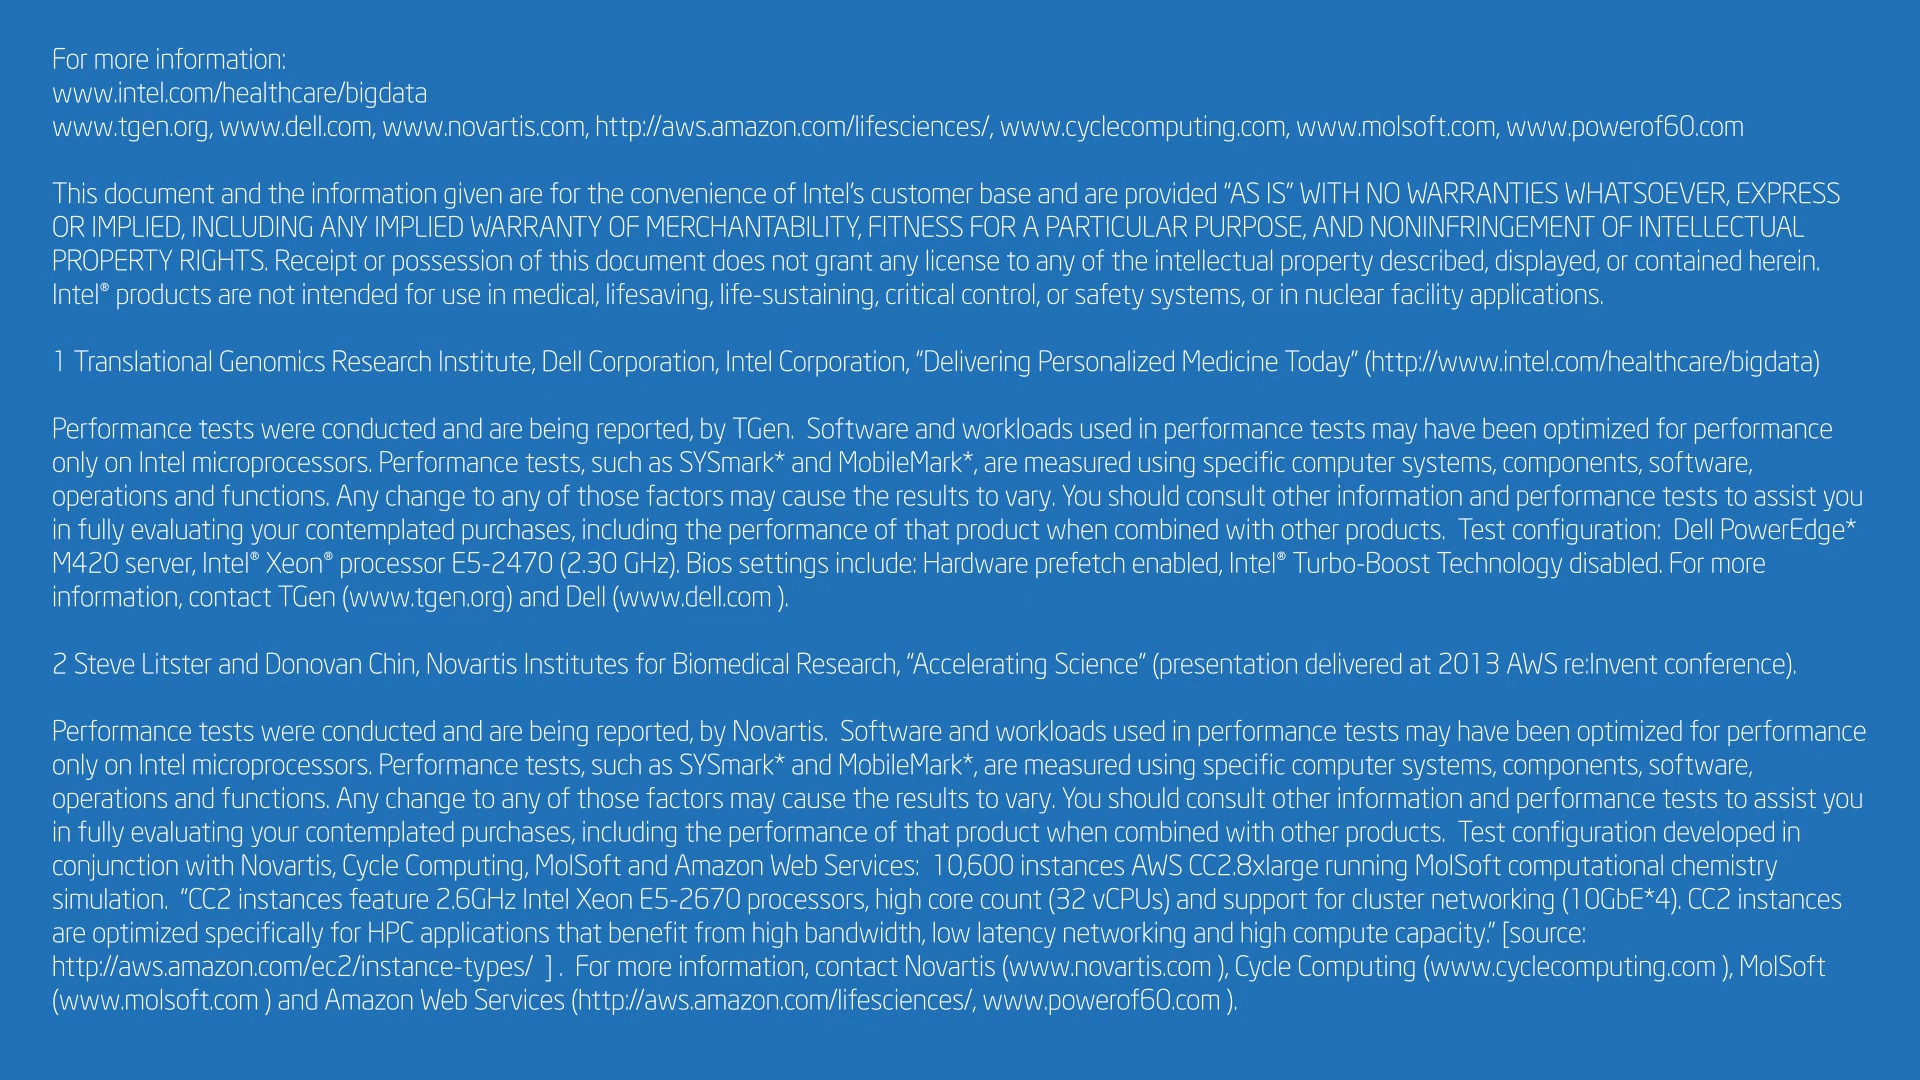 For more information:
www.intel.com/healthcare/bigdata
www.tgen.org, www.dell.com, www.novartis.com, http://aws.amazon.com/lifesciences/, www.cyclecomputing.com, www.molsoft.com, www.powerof60.com
This document and the information given are for the convenience of Intel's customer base and are provided "AS IS" WITH NO WARRANTIES WHATSOEVER, EXPRESS
OR IMPLIED, INCLUDING ANY IMPLIED WARRANTY OF MERCHANTABILITY, FITNESS FOR A PARTICULAR PURPOSE, AND NONINFRINGEMENT OF INTELLECTUAL
PROPERTY RIGHTS. Receipt or possession of this document does not grant any license to any of the intellectual property described, displayed, or contained herein.
Intel® products are not intended for use in medical, lifesaving, life-sustaining, critical control, or safety systems, or in nuclear facility applications.
1 Translational Genomics Research Institute, Dell Corporation, Intel Corporation, "Delivering Personalized Medicine Today" (http://www.intel.com/healthcare/bigdata)
Performance tests were conducted and are being reported, by TGen.  Software and workloads used in performance tests may have been optimized for performance
only on Intel microprocessors. Performance tests, such as SYSmark* and MobileMark*, are measured using specific computer systems, components, software,
operations and functions. Any change to any of those factors may cause the results to vary. You should consult other information and performance tests to assist you
in fully evaluating your contemplated purchases, including the performance of that product when combined with other products.  Test configuration:  Dell PowerEdge*
M420 server, Intel® Xeon® processor E5-2470 (2.30 GHz). Bios settings include: Hardware prefetch enabled, Intel® Turbo-Boost Technology disabled. For more
information, contact TGen (www.tgen.org) and Dell (www.dell.com ).
2 Steve Litster and Donovan Chin, Novartis Institutes for Biomedical Research, "Accelerating Science" (presentation delivered at 2013 AWS re:Invent conference).
Performance tests were conducted and are being reported, by Novartis.  Software and workloads used in performance tests may have been optimized for performance
only on Intel microprocessors. Performance tests, such as SYSmark* and MobileMark*, are measured using specific computer systems, components, software,
operations and functions. Any change to any of those factors may cause the results to vary. You should consult other information and performance tests to assist you
in fully evaluating your contemplated purchases, including the performance of that product when combined with other products.  Test configuration developed in
conjunction with Novartis, Cycle Computing, MolSoft and Amazon Web Services:  10,600 instances AWS CC2.8xlarge running MolSoft computational chemistry
simulation.  "CC2 instances feature 2.6GHz Intel Xeon E5-2670 processors, high core count (32 vCPUs) and support for cluster networking (10GbE*4). CC2 instances
are optimized specifically for HPC applications that benefit from high bandwidth, low latency networking and high compute capacity." [source:
http://aws.amazon.com/ec2/instance-types/  ] .  For more information, contact Novartis (www.novartis.com ), Cycle Computing (www.cyclecomputing.com ), MolSoft
(www.molsoft.com ) and Amazon Web Services (http://aws.amazon.com/lifesciences/, www.powerof60.com ).